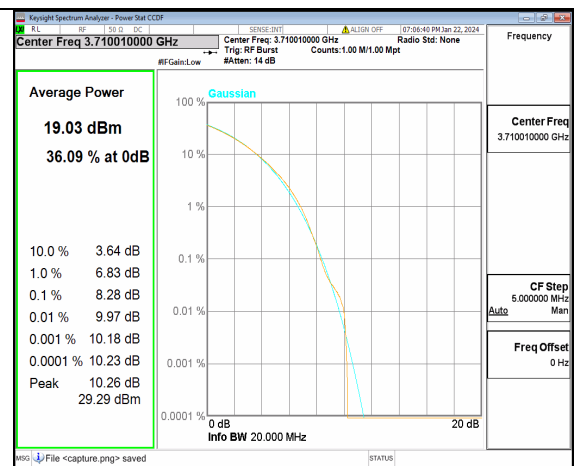 Keysight Spectrum Analyzer - Power Stat CCDF
RL RF 50 Ω DC SENSE:INT ALIGN OFF 07:06:40 PM Jan 22, 2024
Center Freq 3.710010000 GHz
Center Freq: 3.710010000 GHz Radio Std: None
Trig: RF Burst Counts:1.00 M/1.00 Mpt
#IFGain:Low #Atten: 14 dB
Frequency
Average Power
19.03 dBm
36.09 % at 0dB
10.0 % 3.64 dB
1.0 % 6.83 dB
0.1 % 8.28 dB
0.01 % 9.97 dB
0.001 % 10.18 dB
0.0001 % 10.23 dB
Peak 10.26 dB
29.29 dBm
Gaussian
100 %
10 %
1 %
0.1 %
0.01 %
0.001 %
0.0001 %
0 dB 20 dB
Info BW 20.000 MHz
Center Freq
3.710010000 GHz
CF Step
5.000000 MHz
Auto Man
Freq Offset
0 Hz
MSG File <capture.png> saved STATUS